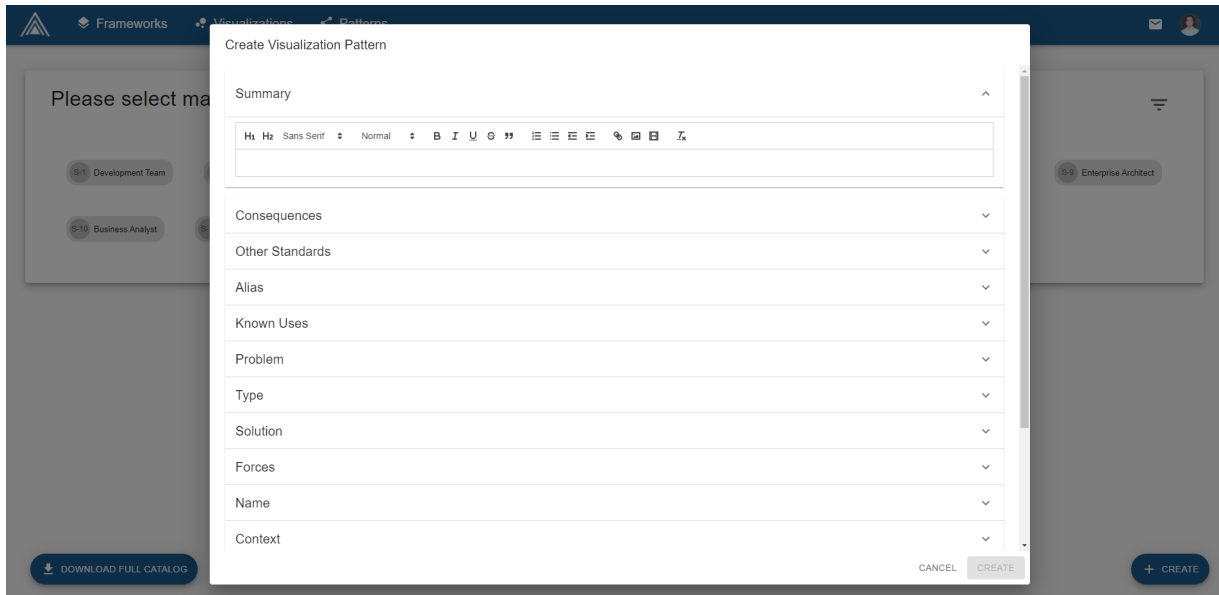 Frameworks Visualizations Patterns
Create Visualization Pattern
Please select ma
Summary
H1 H2 Sans Serif Normal B I U S
S-1 Development Team
S-9 Enterprise Architect
Consequences
S-10 Business Analyst
S-
Other Standards
Alias
Known Uses
Problem
Type
Solution
Forces
Name
Context
DOWNLOAD FULL CATALOG
CANCEL CREATE
+ CREATE